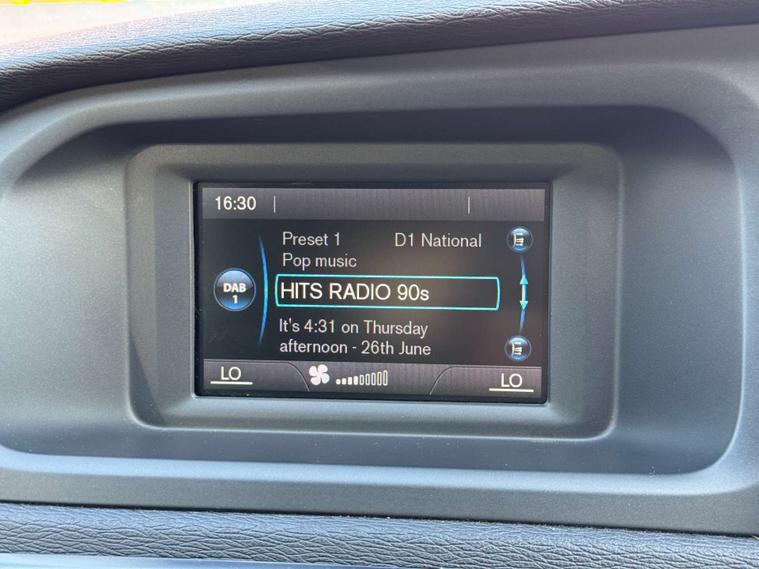 16:30
Preset 1 D1 National
Pop music
DAB
1
HITS RADIO 90s
It's 4:31 on Thursday
afternoon - 26th June
LO LO